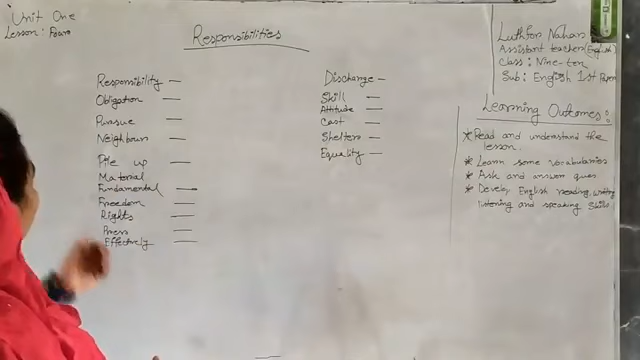 Unit One
Lesson: Four
Responsibilities
Luthfor Nahar
Assistant teacher(English)
Class: Nine-ten
Sub: English 1st Paper
Responsibility —
Obligation —
Pursue —
Neighbour —
Pile up —
Material
Fundamental —
Freedom —
Rights —
Press —
Effectively —
Discharge —
Skill —
Attitude —
Cast —
Shelter —
Equality —
Learning Outcomes:
* Read and understand the
lesson.
* Learn some vocabularies
* Ask and answer ques.
* Develop English reading, writing
listening and speaking skills